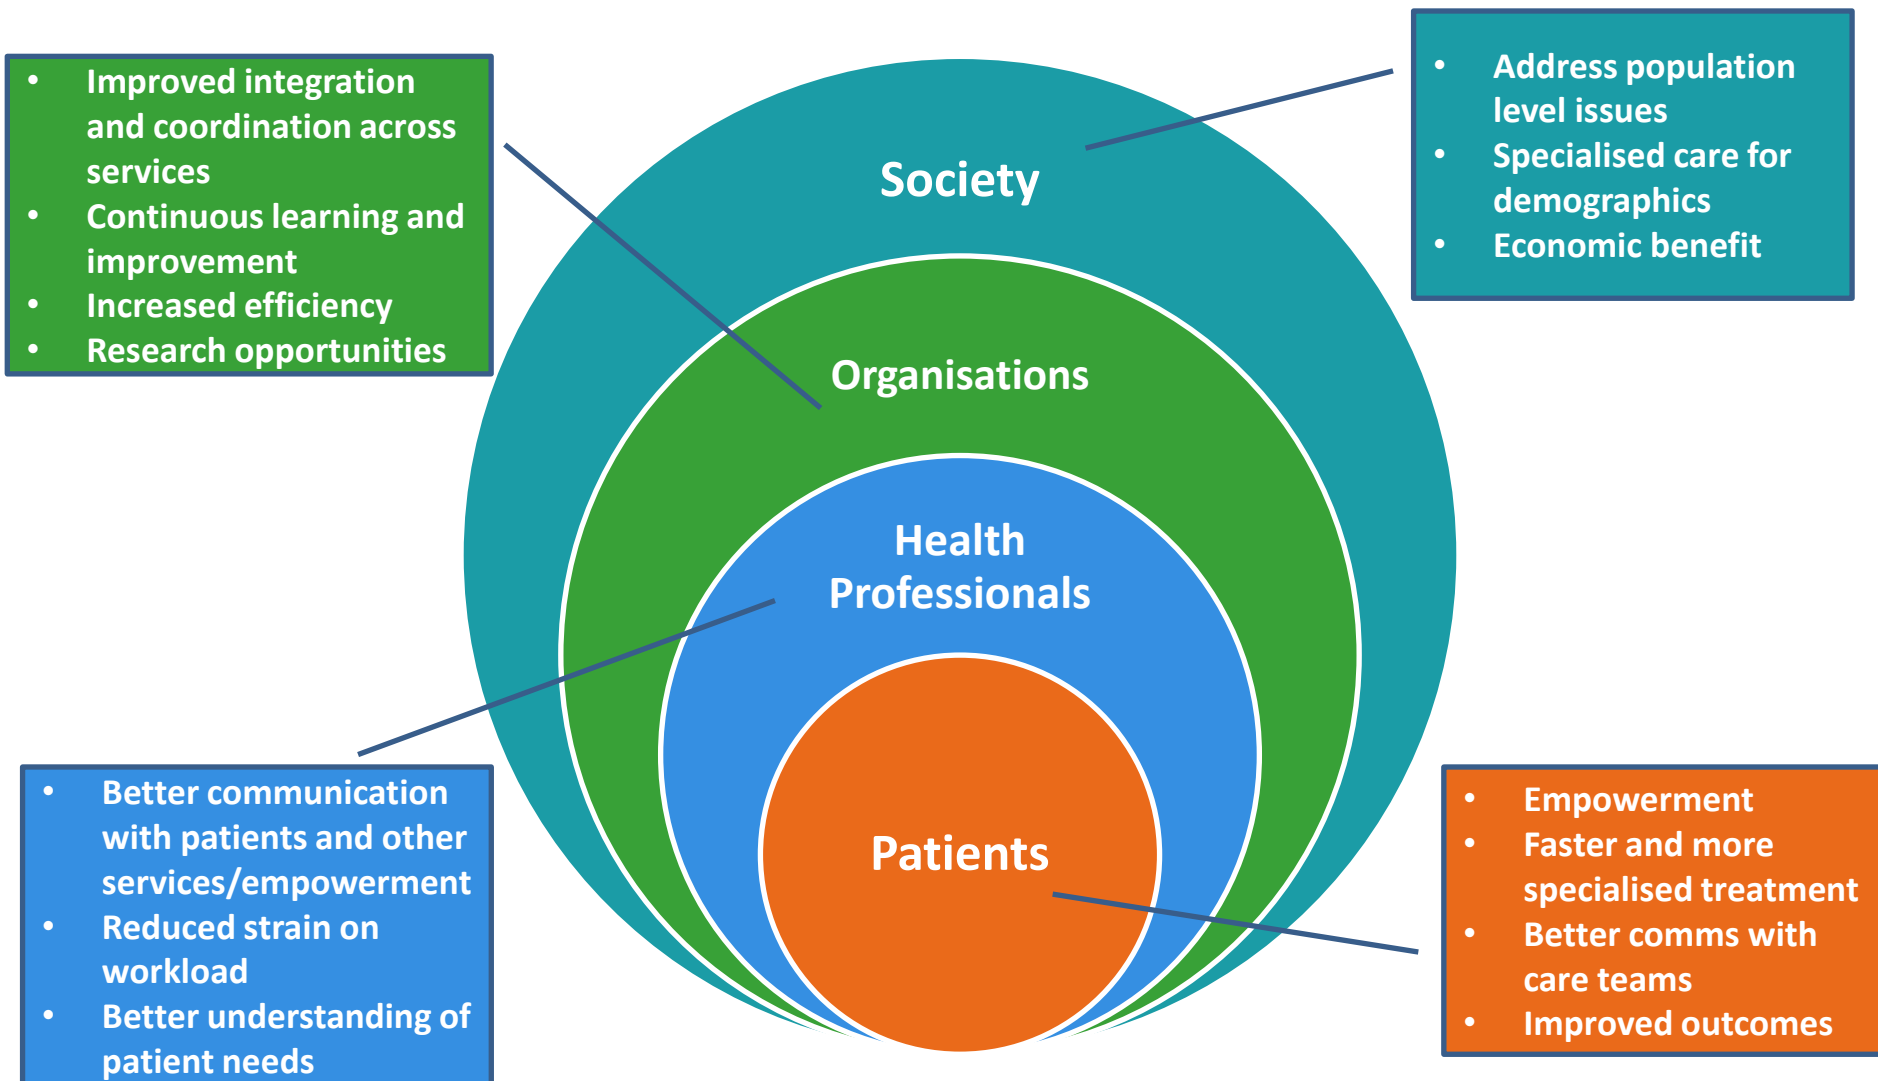 • Improved integration
and coordination across
services
• Continuous learning and
improvement
• Increased efficiency
• Research opportunities
• Address population
level issues
• Specialised care for
demographics
• Economic benefit
Society
Organisations
Health
Professionals
Patients
• Better communication
with patients and other
services/empowerment
• Reduced strain on
workload
• Better understanding of
patient needs
• Empowerment
• Faster and more
specialised treatment
• Better comms with
care teams
• Improved outcomes